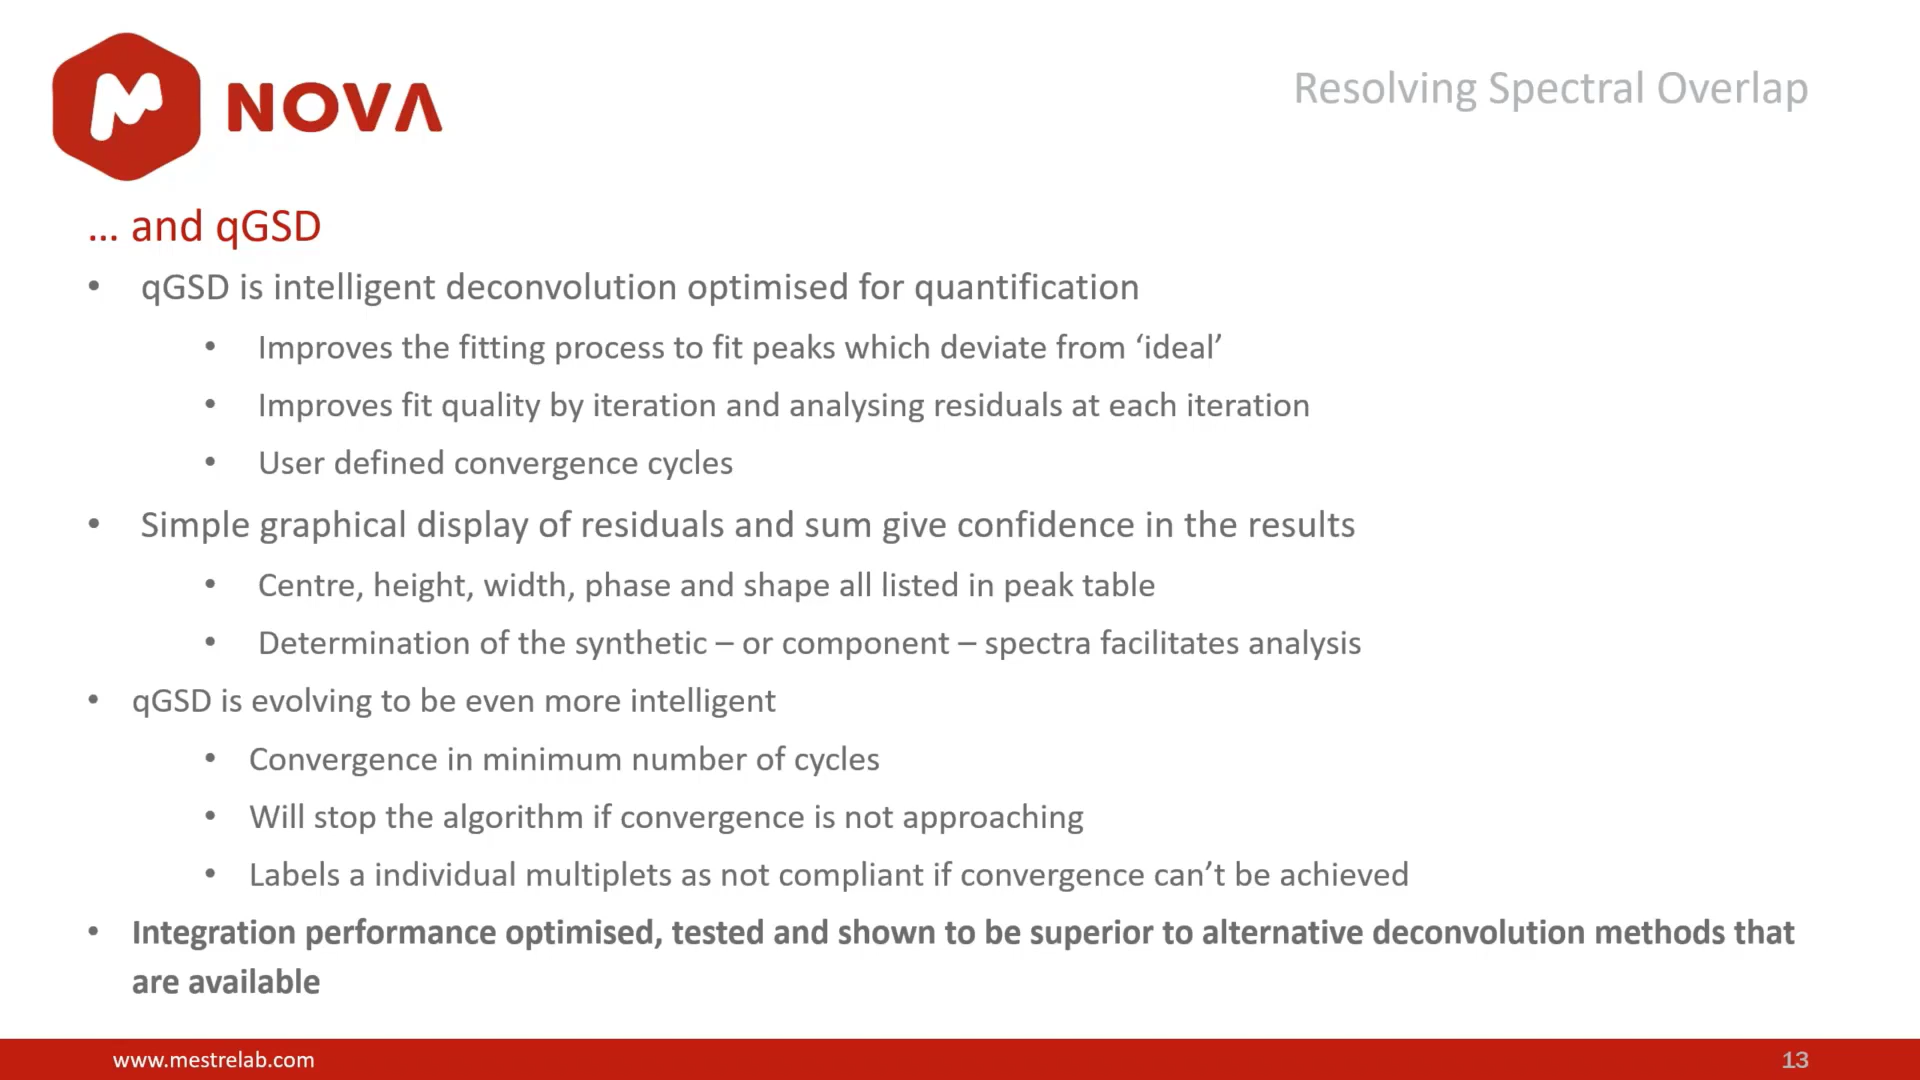 NOVA
Resolving Spectral Overlap
... and qGSD
• qGSD is intelligent deconvolution optimised for quantification
• Improves the fitting process to fit peaks which deviate from ‘ideal’
• Improves fit quality by iteration and analysing residuals at each iteration
• User defined convergence cycles
• Simple graphical display of residuals and sum give confidence in the results
• Centre, height, width, phase and shape all listed in peak table
• Determination of the synthetic – or component – spectra facilitates analysis
• qGSD is evolving to be even more intelligent
• Convergence in minimum number of cycles
• Will stop the algorithm if convergence is not approaching
• Labels a individual multiplets as not compliant if convergence can’t be achieved
• Integration performance optimised, tested and shown to be superior to alternative deconvolution methods that
are available
www.mestrelab.com
13